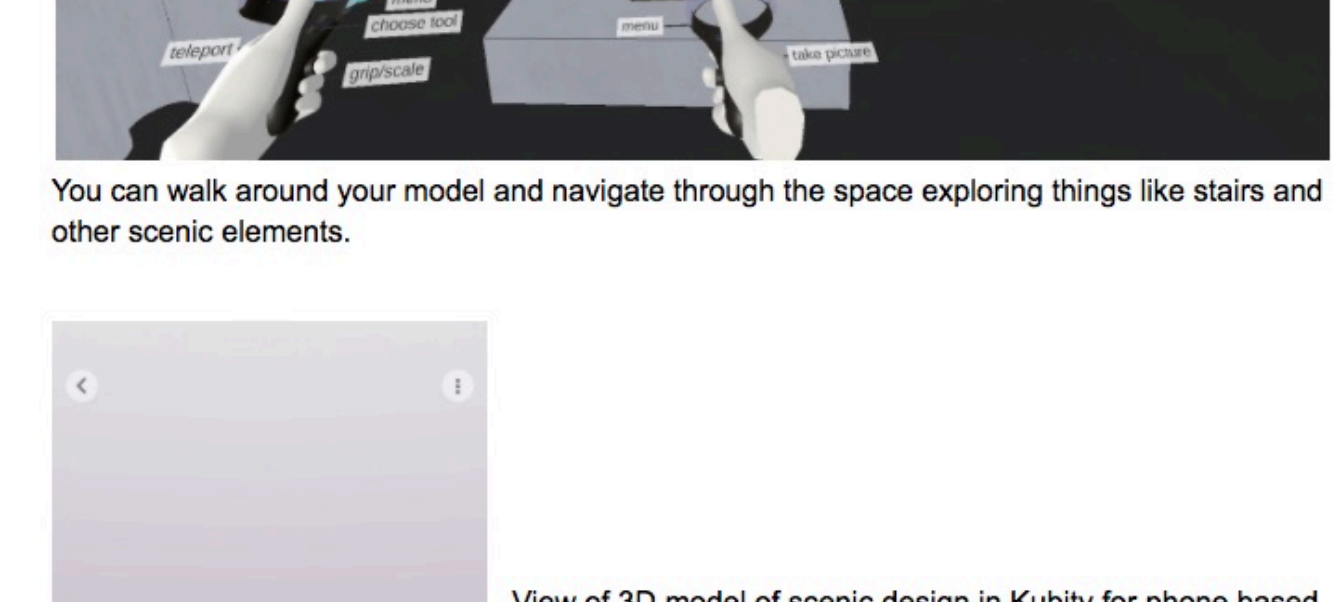 menu
choose tool
teleport
grip/scale
menu
take picture
You can walk around your model and navigate through the space exploring things like stairs and
other scenic elements.
View of 3D model of scenic design in Kubity for phone based